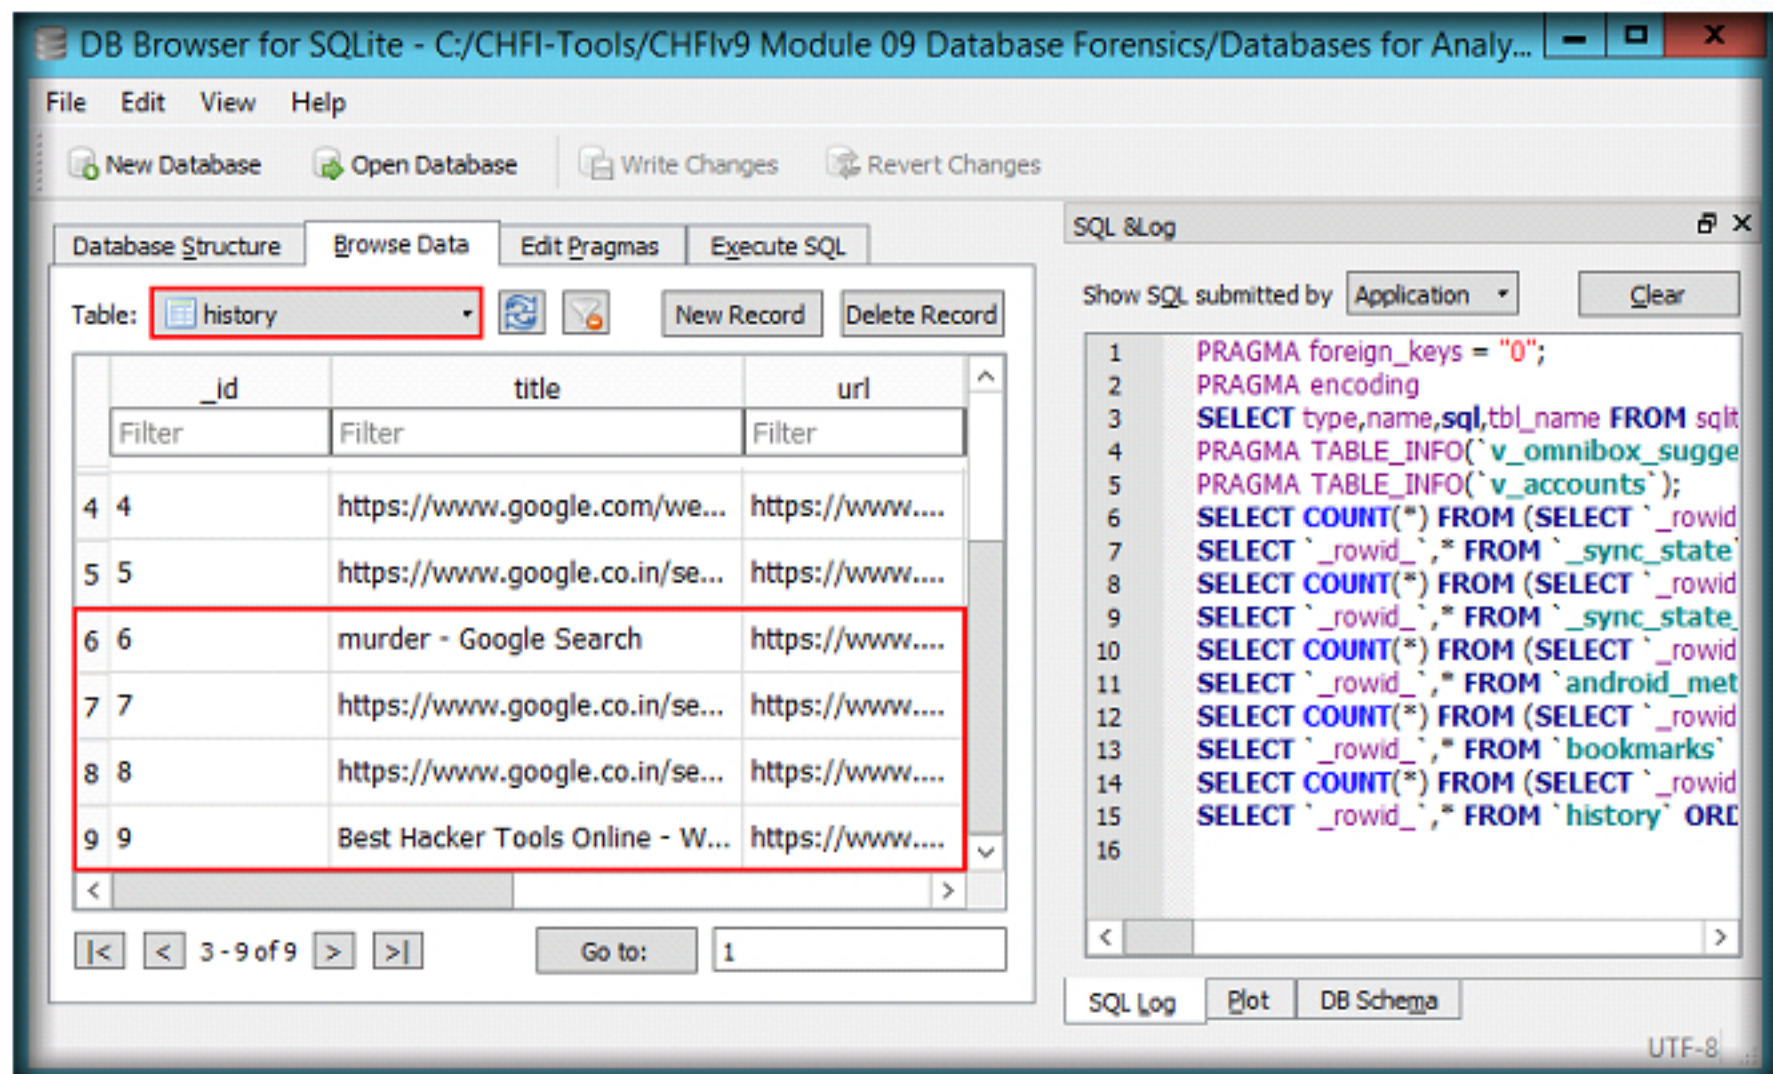 DB Browser for SQLite - C:/CHFI-Tools/CHFIv9 Module 09 Database Forensics/Databases for Analy...
File Edit View Help
New Database Open Database Write Changes Revert Changes
Database Structure Browse Data Edit Pragmas Execute SQL
Table: history New Record Delete Record
_id title url
Filter Filter Filter
4 4 https://www.google.com/we... https://www....
5 5 https://www.google.co.in/se... https://www....
6 6 murder - Google Search https://www....
7 7 https://www.google.co.in/se... https://www....
8 8 https://www.google.co.in/se... https://www....
9 9 Best Hacker Tools Online - W... https://www....
|< < 3 - 9 of 9 > >| Go to: 1
SQL &Log
Show SQL submitted by Application Clear
1 PRAGMA foreign_keys = "0";
2 PRAGMA encoding
3 SELECT type,name,sql,tbl_name FROM sqlit
4 PRAGMA TABLE_INFO(`v_omnibox_sugge
5 PRAGMA TABLE_INFO(`v_accounts`);
6 SELECT COUNT(*) FROM (SELECT `_rowid
7 SELECT `_rowid_`,* FROM `_sync_state`
8 SELECT COUNT(*) FROM (SELECT `_rowid
9 SELECT `_rowid_`,* FROM `_sync_state_
10 SELECT COUNT(*) FROM (SELECT `_rowid
11 SELECT `_rowid_`,* FROM `android_met
12 SELECT COUNT(*) FROM (SELECT `_rowid
13 SELECT `_rowid_`,* FROM `bookmarks`
14 SELECT COUNT(*) FROM (SELECT `_rowid
15 SELECT `_rowid_`,* FROM `history` ORD
16
SQL Log Plot DB Schema
UTF-8